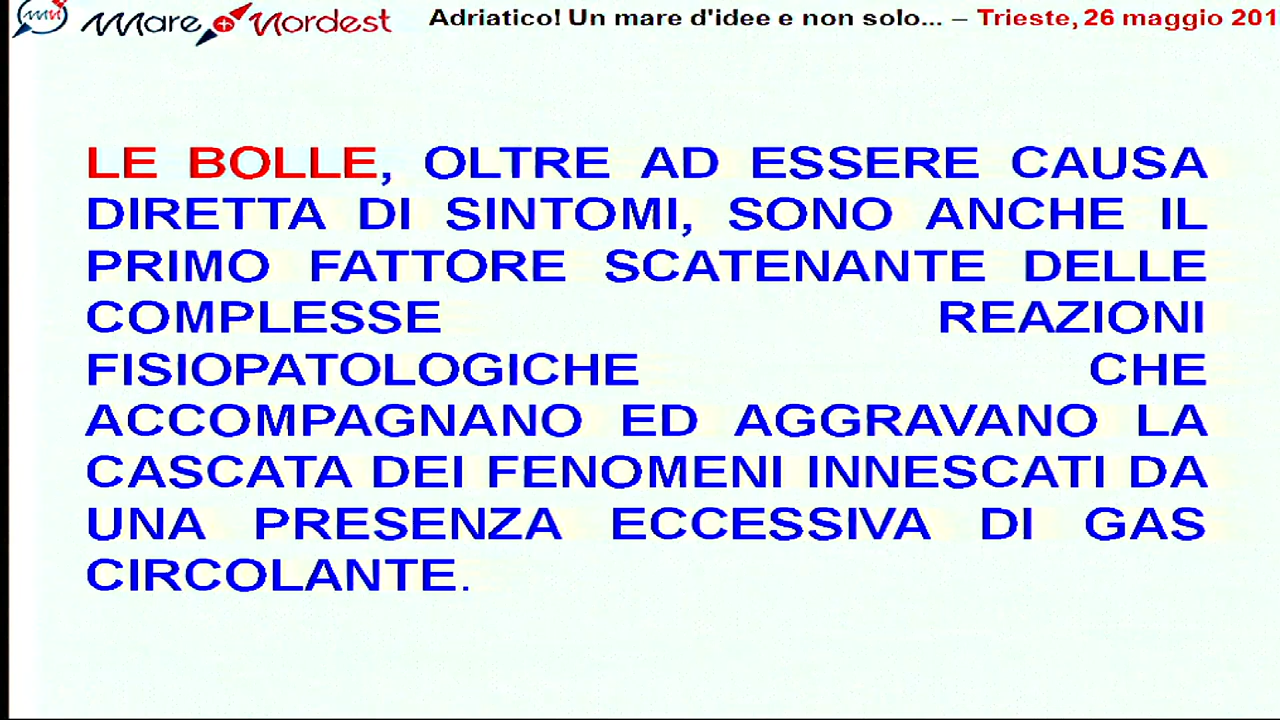 Mare Nordest
Adriatico! Un mare d'idee e non solo... – Trieste, 26 maggio 201
LE BOLLE, OLTRE AD ESSERE CAUSA
DIRETTA DI SINTOMI, SONO ANCHE IL
PRIMO FATTORE SCATENANTE DELLE
COMPLESSE REAZIONI
FISIOPATOLOGICHE CHE
ACCOMPAGNANO ED AGGRAVANO LA
CASCATA DEI FENOMENI INNESCATI DA
UNA PRESENZA ECCESSIVA DI GAS
CIRCOLANTE.